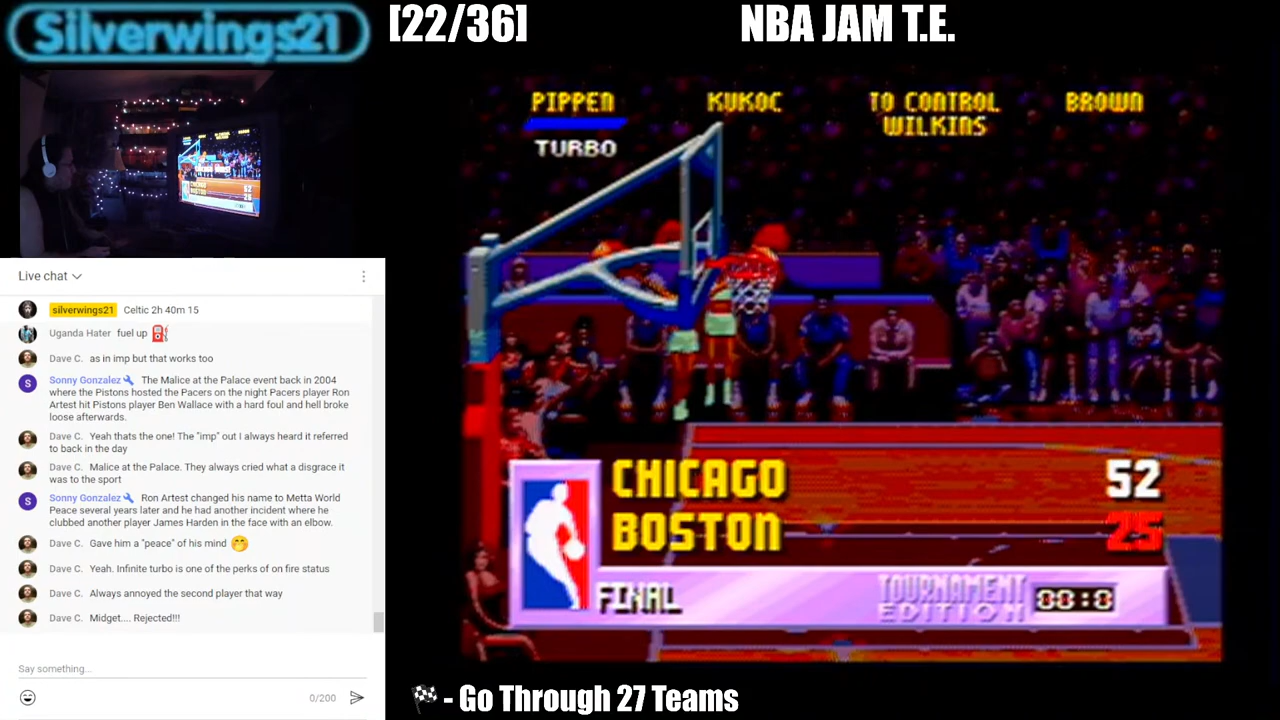 Silverwings21
[22/36]
NBA JAM T.E.
PIPPEN
KUKOC
TO CONTROL
WILKINS
BROWN
TURBO
Live chat
silverwings21 Celtic 2h 40m 15
Uganda Hater fuel up ⛽
Dave C. as in imp but that works too
Sonny Gonzalez The Malice at the Palace event back in 2004
where the Pistons hosted the Pacers on the night Pacers player Ron
Artest hit Pistons player Ben Wallace with a hard foul and hell broke
loose afterwards.
Dave C. Yeah thats the one! The "imp" out I always heard it referred
to back in the day
Dave C. Malice at the Palace. They always cried what a disgrace it
was to the sport
S
Sonny Gonzalez Ron Artest changed his name to Metta World
Peace several years later and he had another incident where he
clubbed another player James Harden in the face with an elbow.
S
Dave C. Gave him a "peace" of his mind 🤭
Dave C. Yeah. Infinite turbo is one of the perks of on fire status
Dave C. Always annoyed the second player that way
Dave C. Midget.... Rejected!!!
Say something...
0/200
CHICAGO 52
BOSTON 25
FINAL
TOURNAMENT
EDITION
00:0
- Go Through 27 Teams